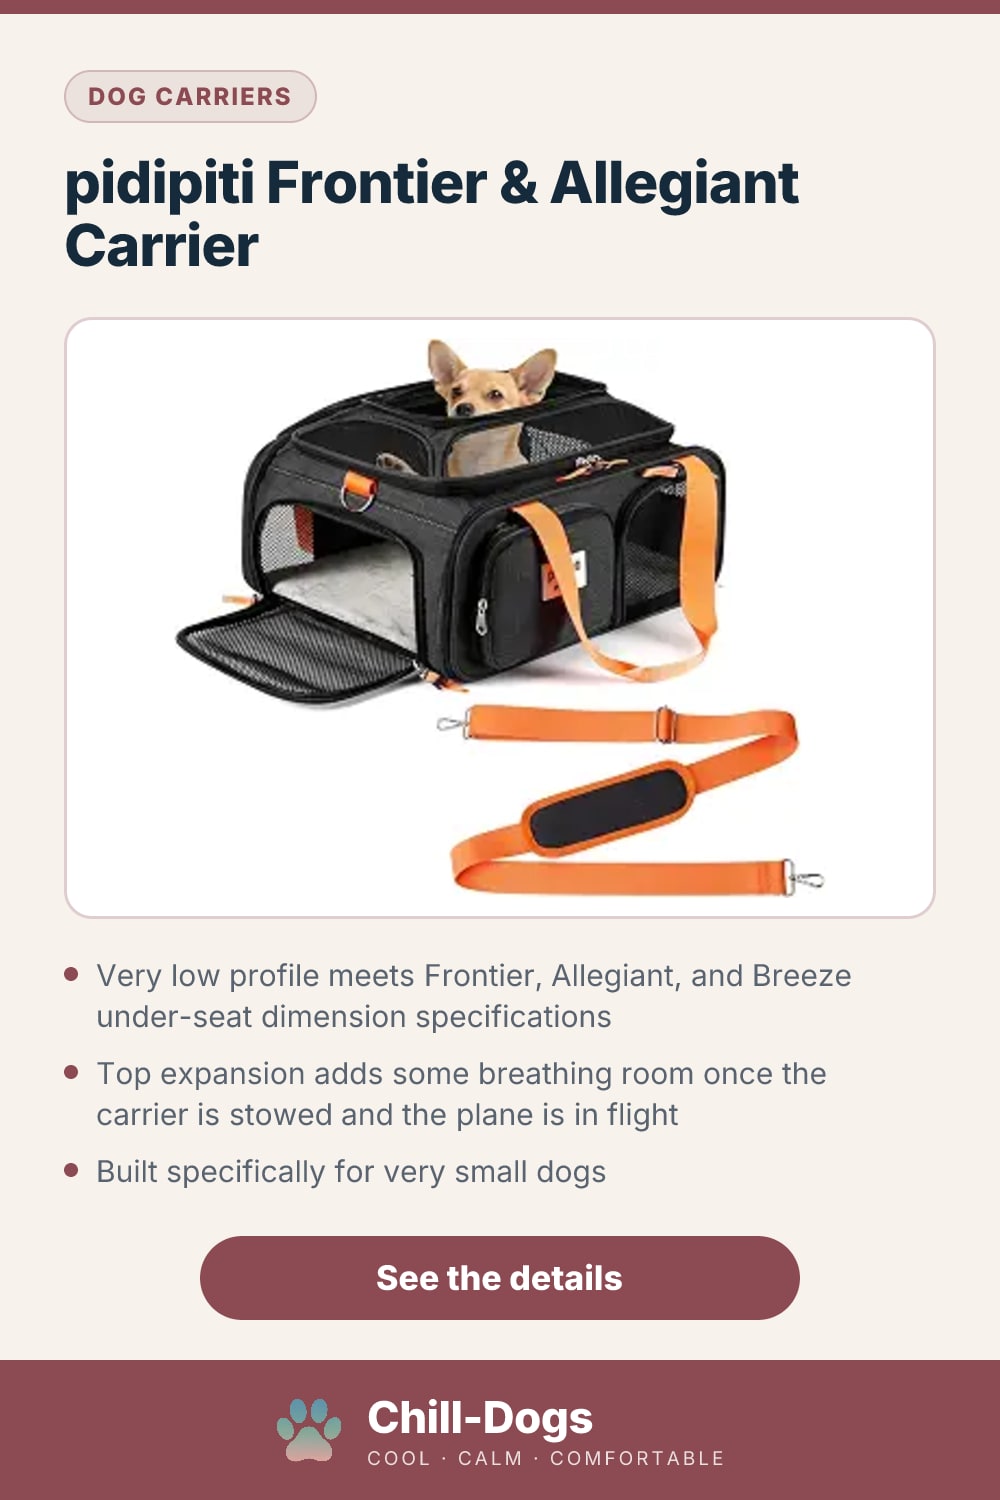 DOG CARRIERS
pidipiti Frontier & Allegiant
Carrier
Very low profile meets Frontier, Allegiant, and Breeze
under-seat dimension specifications
Top expansion adds some breathing room once the
carrier is stowed and the plane is in flight
Built specifically for very small dogs
See the details
Chill-Dogs
COOL · CALM · COMFORTABLE